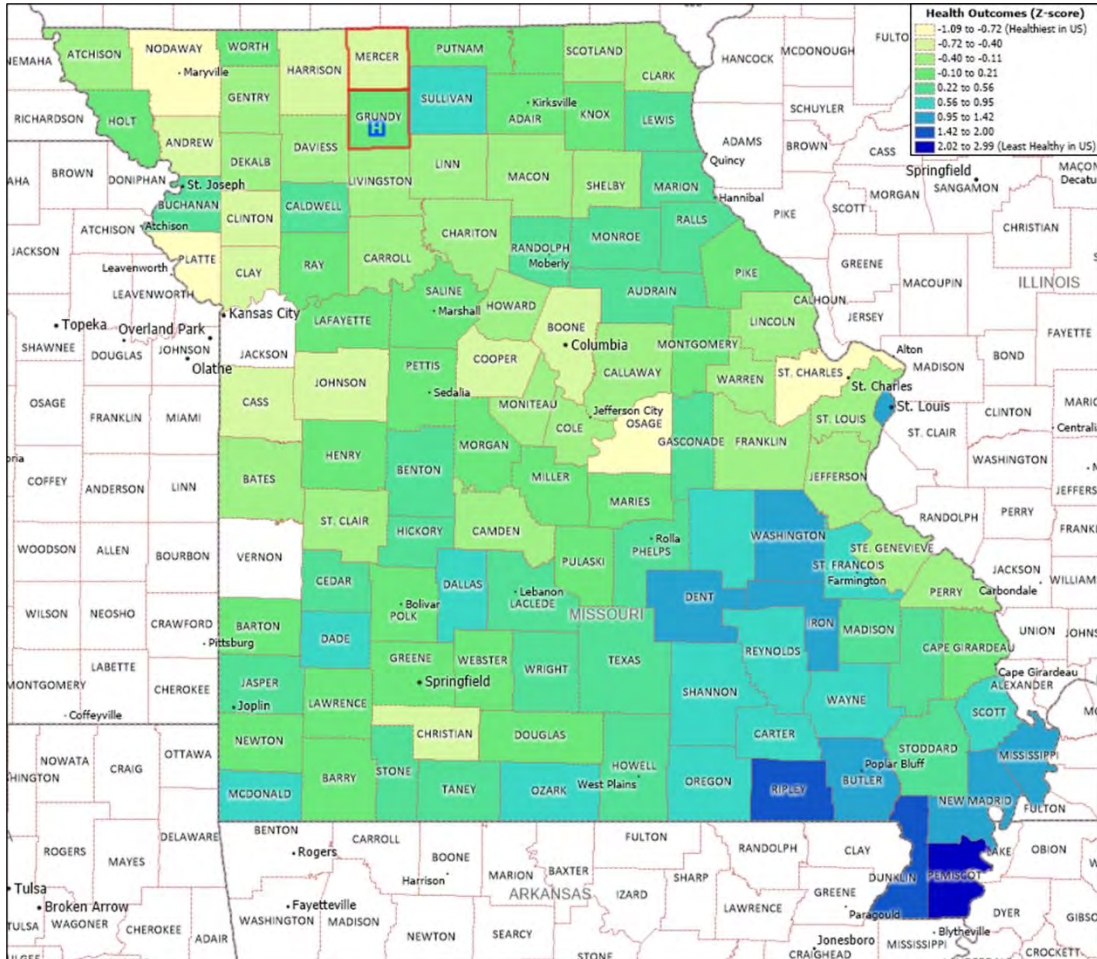 Health Outcomes (Z-score)
-1.09 to -0.72 (Healthiest in US)
-0.72 to -0.40
-0.40 to -0.11
-0.10 to 0.21
0.22 to 0.56
0.56 to 0.95
0.95 to 1.42
1.42 to 2.00
2.02 to 2.99 (Least Healthy in US)
ATCHISON
NODAWAY
Maryville
WORTH
HARRISON
MERCER
PUTNAM
SCOTLAND
CLARK
HANCOCK
MCDONOUGH
FULTO
NEMAHA
RICHARDSON
HOLT
GENTRY
GRUNDY
H
SULLIVAN
Kirksville
ADAIR
KNOX
LEWIS
ADAMS
SCHUYLER
BROWN
CASS
ANDREW
DEKALB
DAVIESS
LIVINGSTON
LINN
MACON
SHELBY
MARION
Quincy
Hannibal
PIKE
SCOTT
MORGAN
Springfield
SANGAMON
MACON
Decatu
CHRISTIAN
AHA
BROWN
DONIPHAN
St. Joseph
BUCHANAN
CLINTON
CALDWELL
ATCHISON
Atchison
JACKSON
PLATTE
Leavenworth
LEAVENWORTH
CLAY
RAY
CARROLL
CHARITON
RANDOLPH
Moberly
MONROE
RALLS
AUDRAIN
PIKE
GREENE
MACOUPIN
ILLINOIS
CALHOUN
JERSEY
SALINE
Marshall
HOWARD
BOONE
Columbia
MONTGOMERY
LINCOLN
FAYETTE
Kansas City
Topeka
Overland Park
SHAWNEE
DOUGLAS
JOHNSON
Olathe
JACKSON
LAFAYETTE
JOHNSON
PETTIS
Sedalia
COOPER
CALLAWAY
WARREN
ST. CHARLES
St. Charles
Alton
MADISON
BOND
OSAGE
FRANKLIN
MIAMI
CASS
MONITEAU
COLE
Jefferson City
OSAGE
GASCONADE
FRANKLIN
ST. LOUIS
St. Louis
ST. CLAIR
CLINTON
MARIO
Centralia
WASHINGTON
COFFEY
ANDERSON
LINN
BATES
HENRY
BENTON
MORGAN
MILLER
MARIES
JEFFERSON
JEFFERS
RANDOLPH
PERRY
FRANKI
WOODSON
ALLEN
BOURBON
VERNON
ST. CLAIR
HICKORY
CAMDEN
PULASKI
Rolla
PHELPS
WASHINGTON
ST. FRANCOIS
Farmington
STE. GENEVIEVE
PERRY
JACKSON
Carbondale
WILLIAM
WILSON
NEOSHO
CRAWFORD
Pittsburg
CEDAR
DALLAS
Lebanon
LACLEDE
MISSOURI
DENT
IRON
MADISON
UNION
JOHNS
BARTON
DADE
Bolivar
POLK
REYNOLDS
CAPE GIRARDEAU
Cape Girardeau
ALEXANDER
LABETTE
MONTGOMERY
CHEROKEE
Coffeyville
JASPER
Joplin
GREENE
Springfield
WEBSTER
WRIGHT
TEXAS
SHANNON
WAYNE
SCOTT
LAWRENCE
CHRISTIAN
DOUGLAS
HOWELL
West Plains
CARTER
STODDARD
MISSISSIPPI
NEWTON
BARRY
STONE
TANEY
OZARK
OREGON
RIPLEY
Poplar Bluff
BUTLER
NEW MADRID
FULTON
MCDONALD
NOWATA
CRAIG
OTTAWA
HINGTON
ROGERS
MAYES
DELAWARE
BENTON
Rogers
CARROLL
BOONE
Harrison
MARION
BAXTER
FULTON
RANDOLPH
CLAY
LAKE
OBION
DUNKLIN
PEMISCOT
Tulsa
Broken Arrow
WAGONER
TULSA
CHEROKEE
ADAIR
Fayetteville
WASHINGTON
MADISON
NEWTON
SEARCY
ARKANSAS
IZARD
SHARP
LAWRENCE
GREENE
Paragould
Jonesboro
CRAIGHEAD
MISSISSIPPI
Blytheville
DYER
GIBS
CROCKETT
STONE